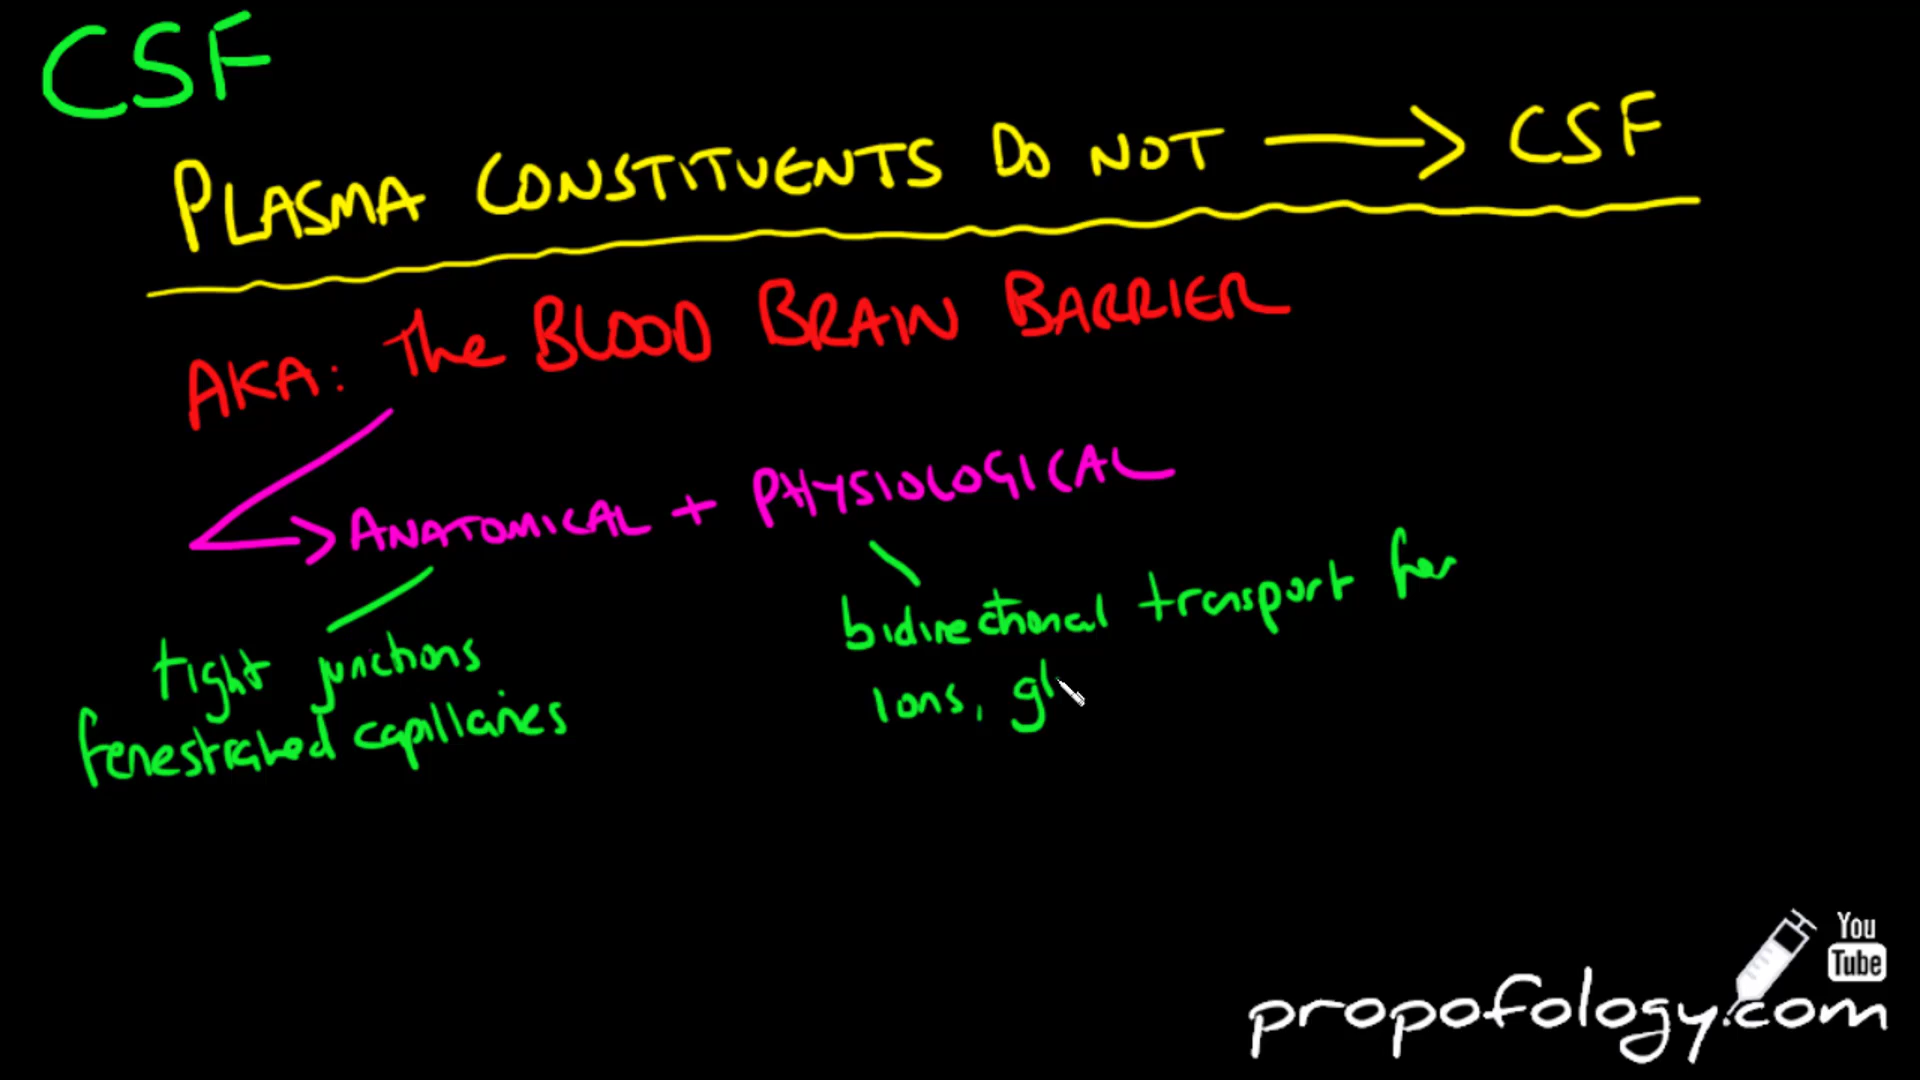 CSF
PLASMA CONSTITUENTS DO NOT → CSF
AKA: The BLOOD BRAIN BARRIER
ANATOMICAL + PHYSIOLOGICAL
tight junctions
fenestrated capillaries
bidirectional transport for
Ions, gl
You
Tube
propofology.com